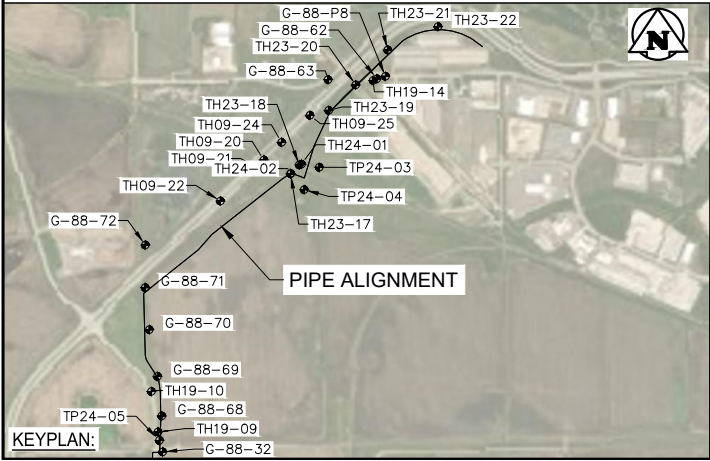 G-88-P8
TH23-21
TH23-22
G-88-62
TH23-20
G-88-63
N
TH19-14
TH23-18
TH23-19
TH09-25
TH09-24
TH24-01
TH09-20
TH09-21
TH24-02
TP24-03
TH09-22
TP24-04
G-88-72
TH23-17
PIPE ALIGNMENT
G-88-71
G-88-70
G-88-69
TH19-10
TP24-05
G-88-68
TH19-09
KEYPLAN:
G-88-32